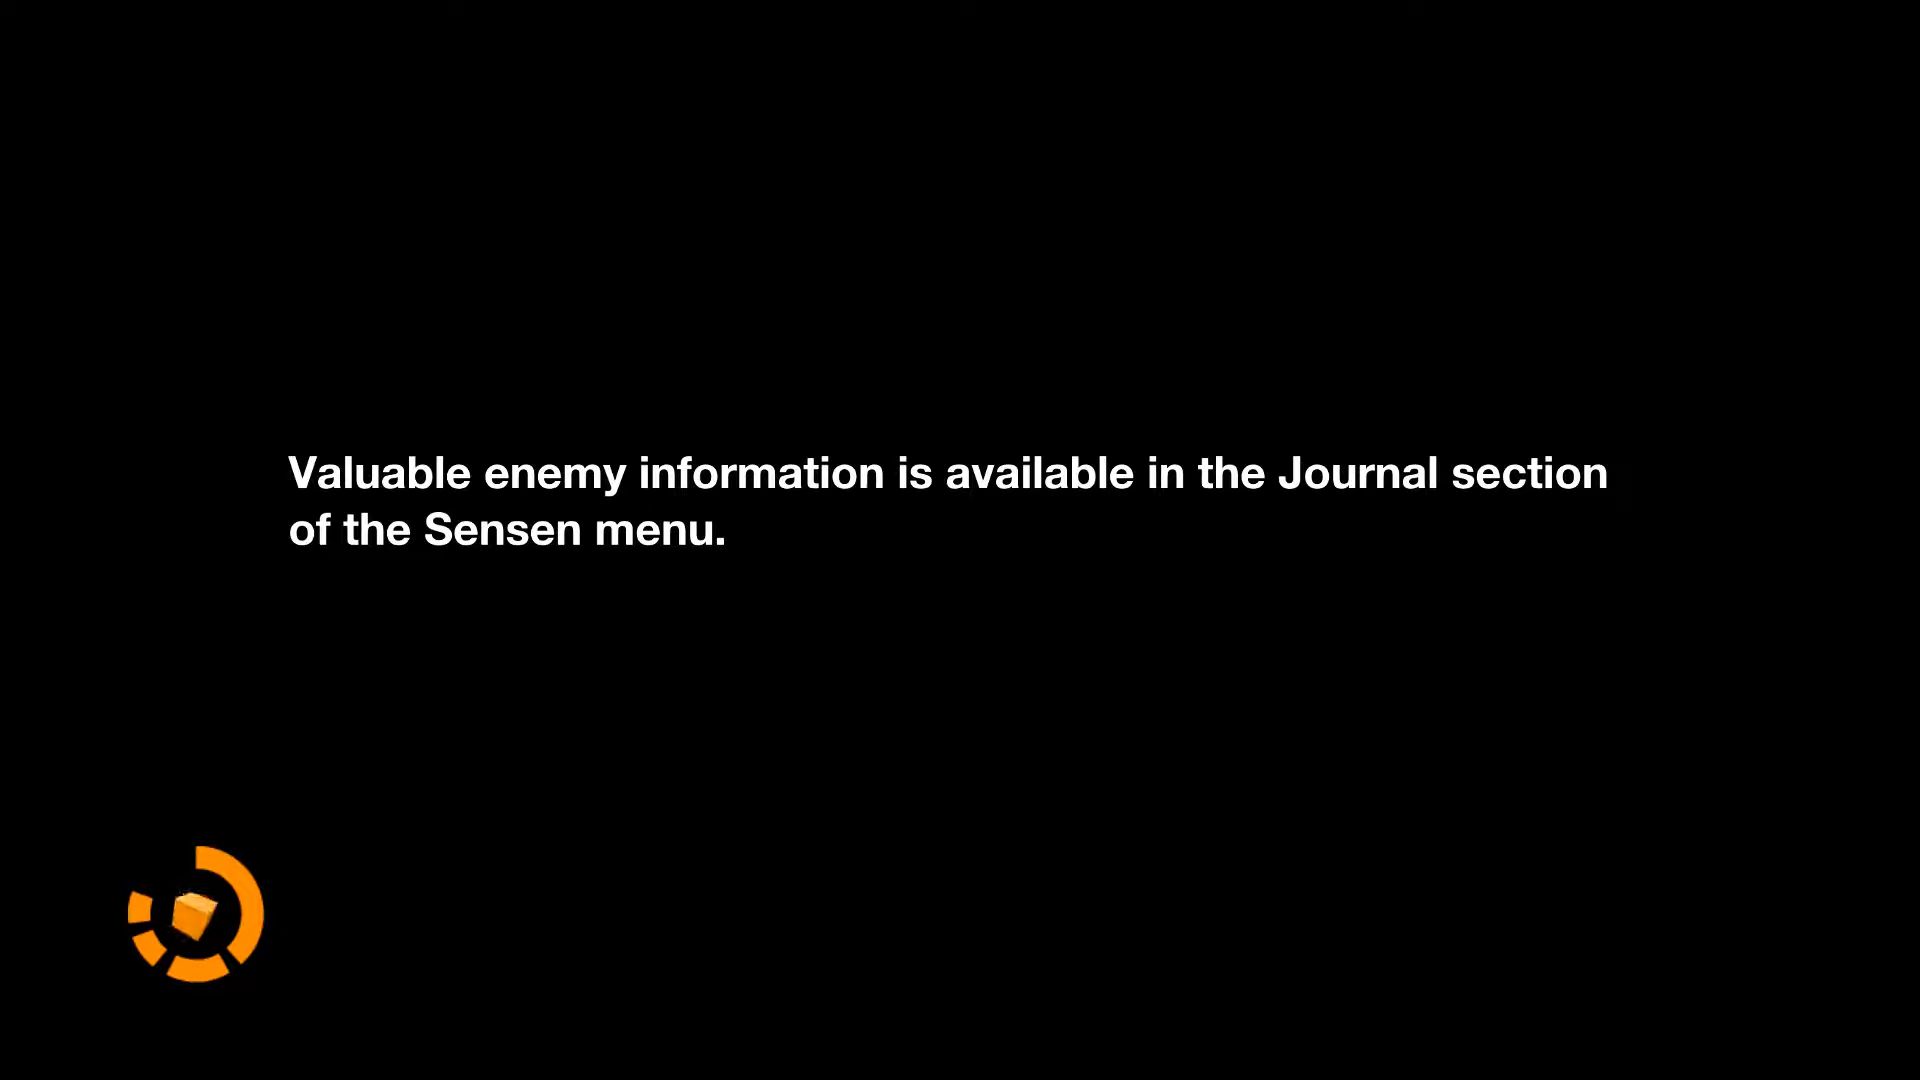 Valuable enemy information is available in the Journal section
of the Sensen menu.